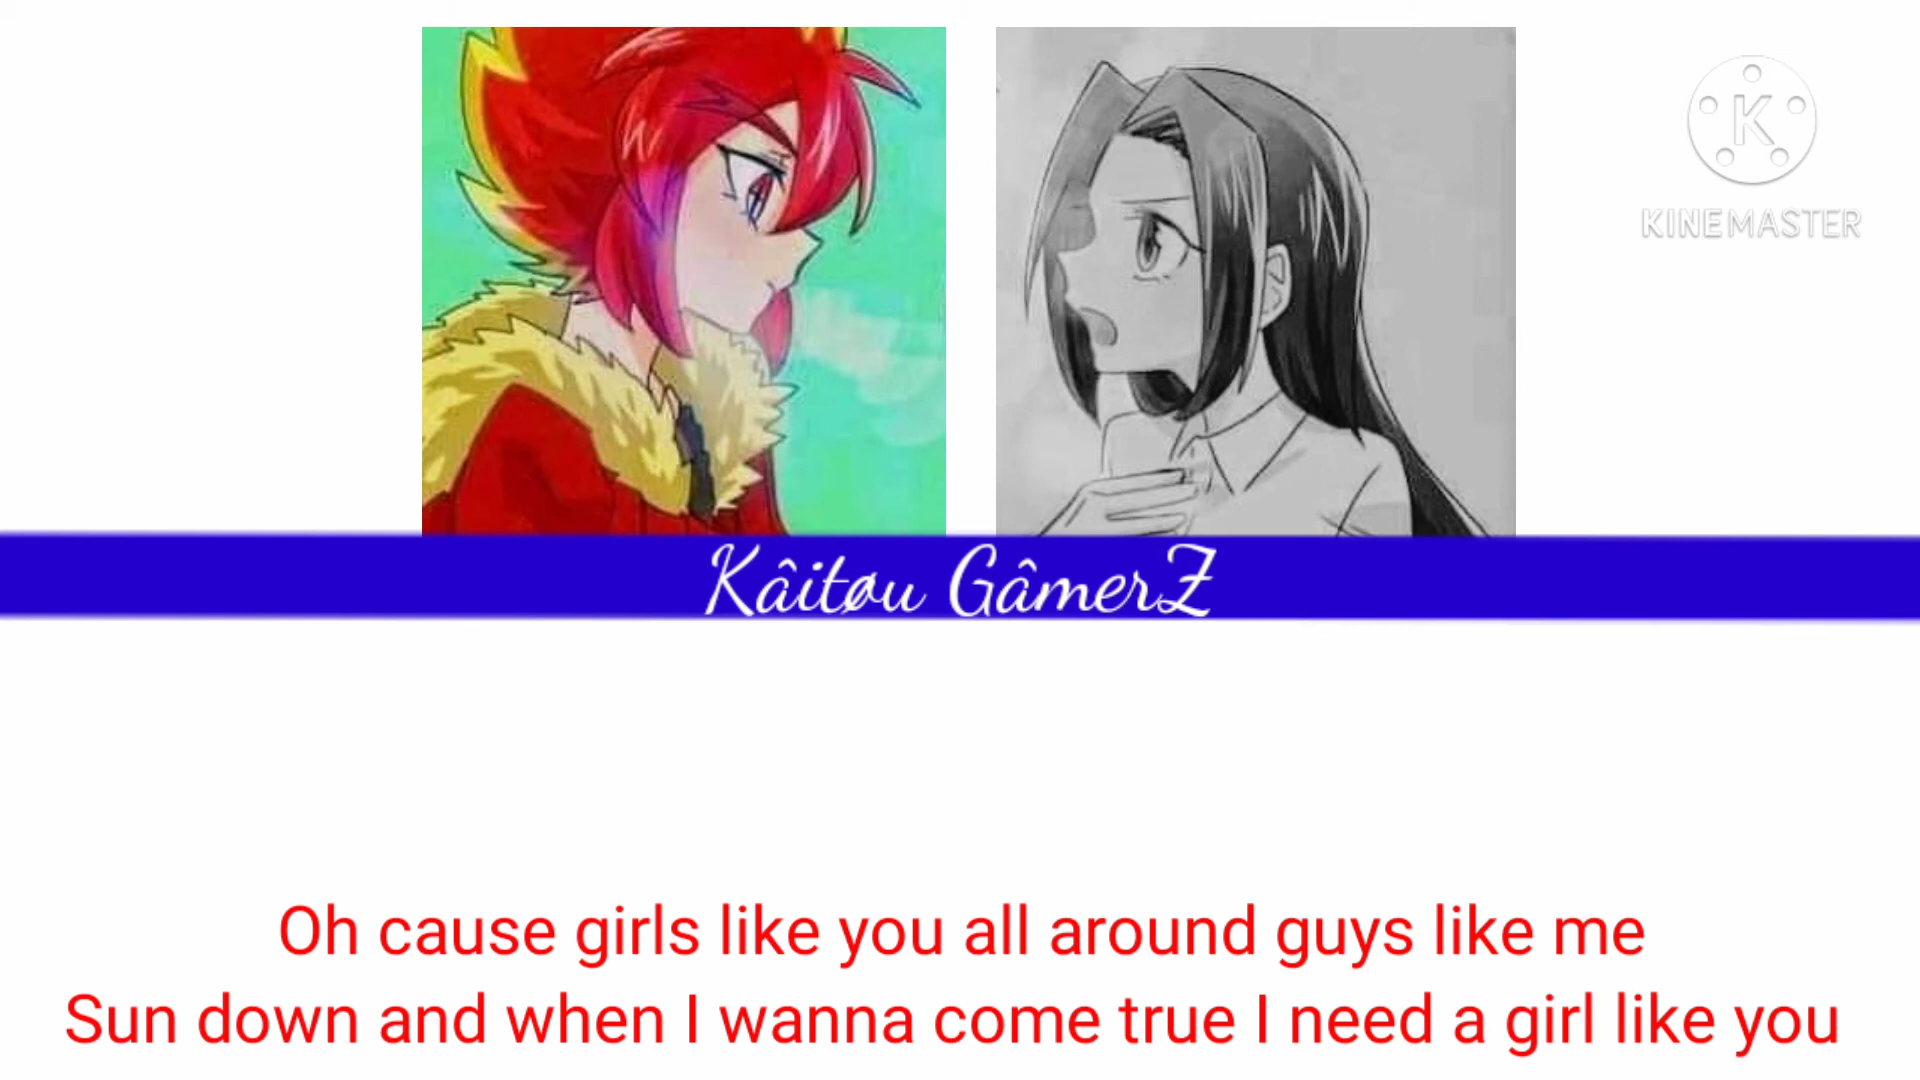 K
KINEMASTER
Kâitøu GâmerZ
Oh cause girls like you all around guys like me
Sun down and when I wanna come true I need a girl like you